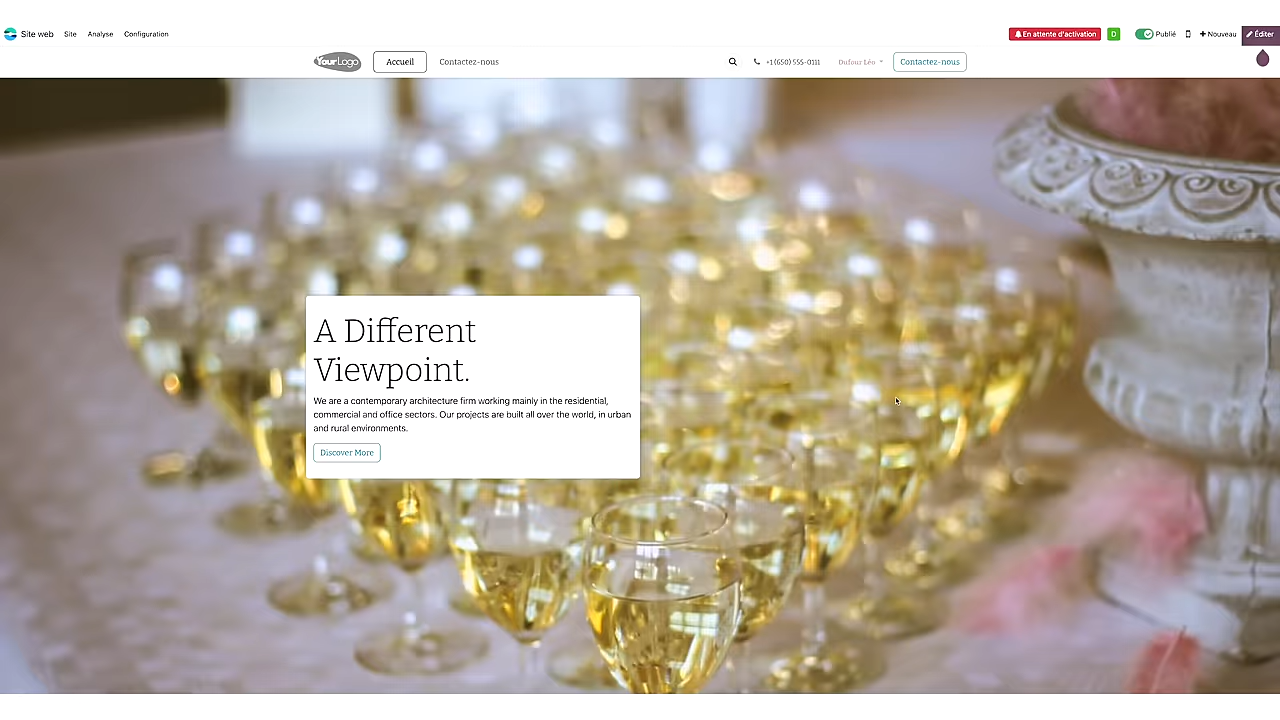 Site web Site Analyse Configuration En attente d'activation D Publié Nouveau Éditer
YourLogo Accueil Contactez-nous +1 (650) 555-0111 Dufour Léo Contactez-nous
A Different
Viewpoint.
We are a contemporary architecture firm working mainly in the residential,
commercial and office sectors. Our projects are built all over the world, in urban
and rural environments.
Discover More